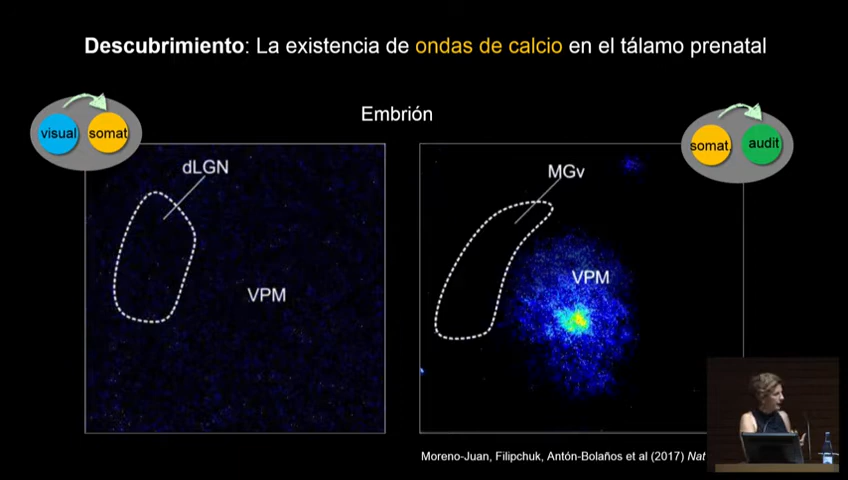 Descubrimiento: La existencia de ondas de calcio en el tálamo prenatal
Embrión
visual
somat
somat.
audit
dLGN
MGv
VPM
VPM
Moreno-Juan, Filipchuk, Antón-Bolaños et al (2017) Nat